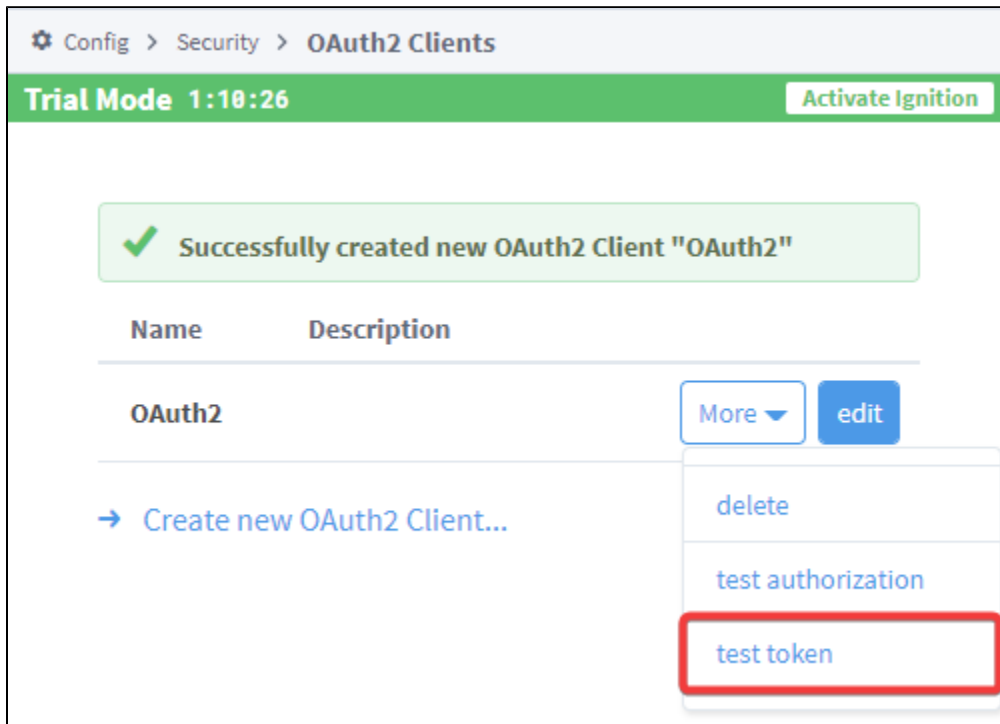 Config > Security > OAuth2 Clients
Trial Mode 1:10:26 Activate Ignition
Successfully created new OAuth2 Client "OAuth2"
Name Description
OAuth2 More edit
delete
→ Create new OAuth2 Client...
test authorization
test token